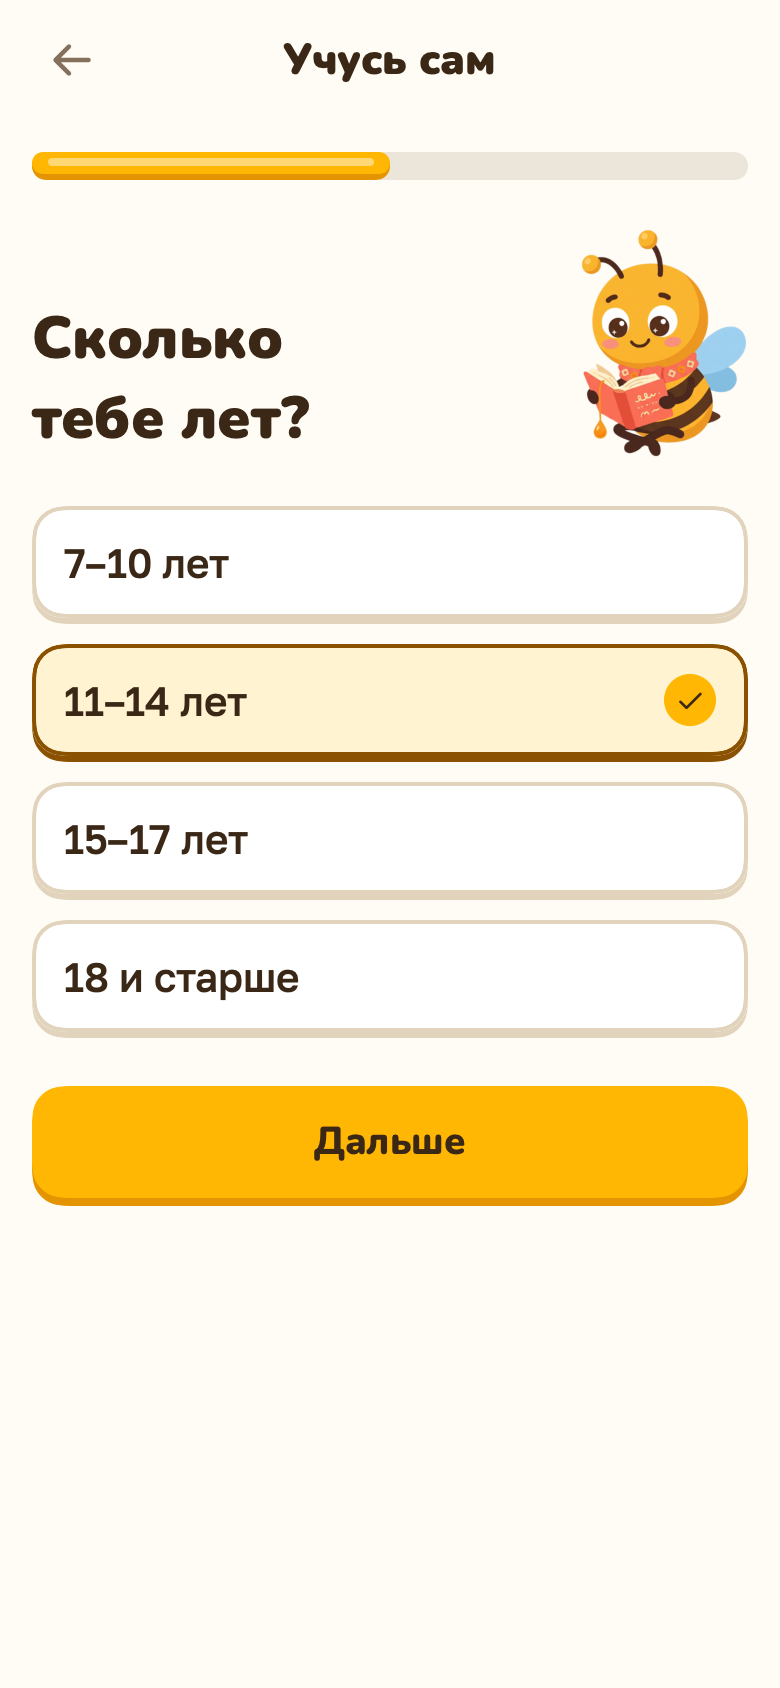 Учусь сам
Сколько
тебе лет?
7–10 лет
11–14 лет
15–17 лет
18 и старше
Дальше